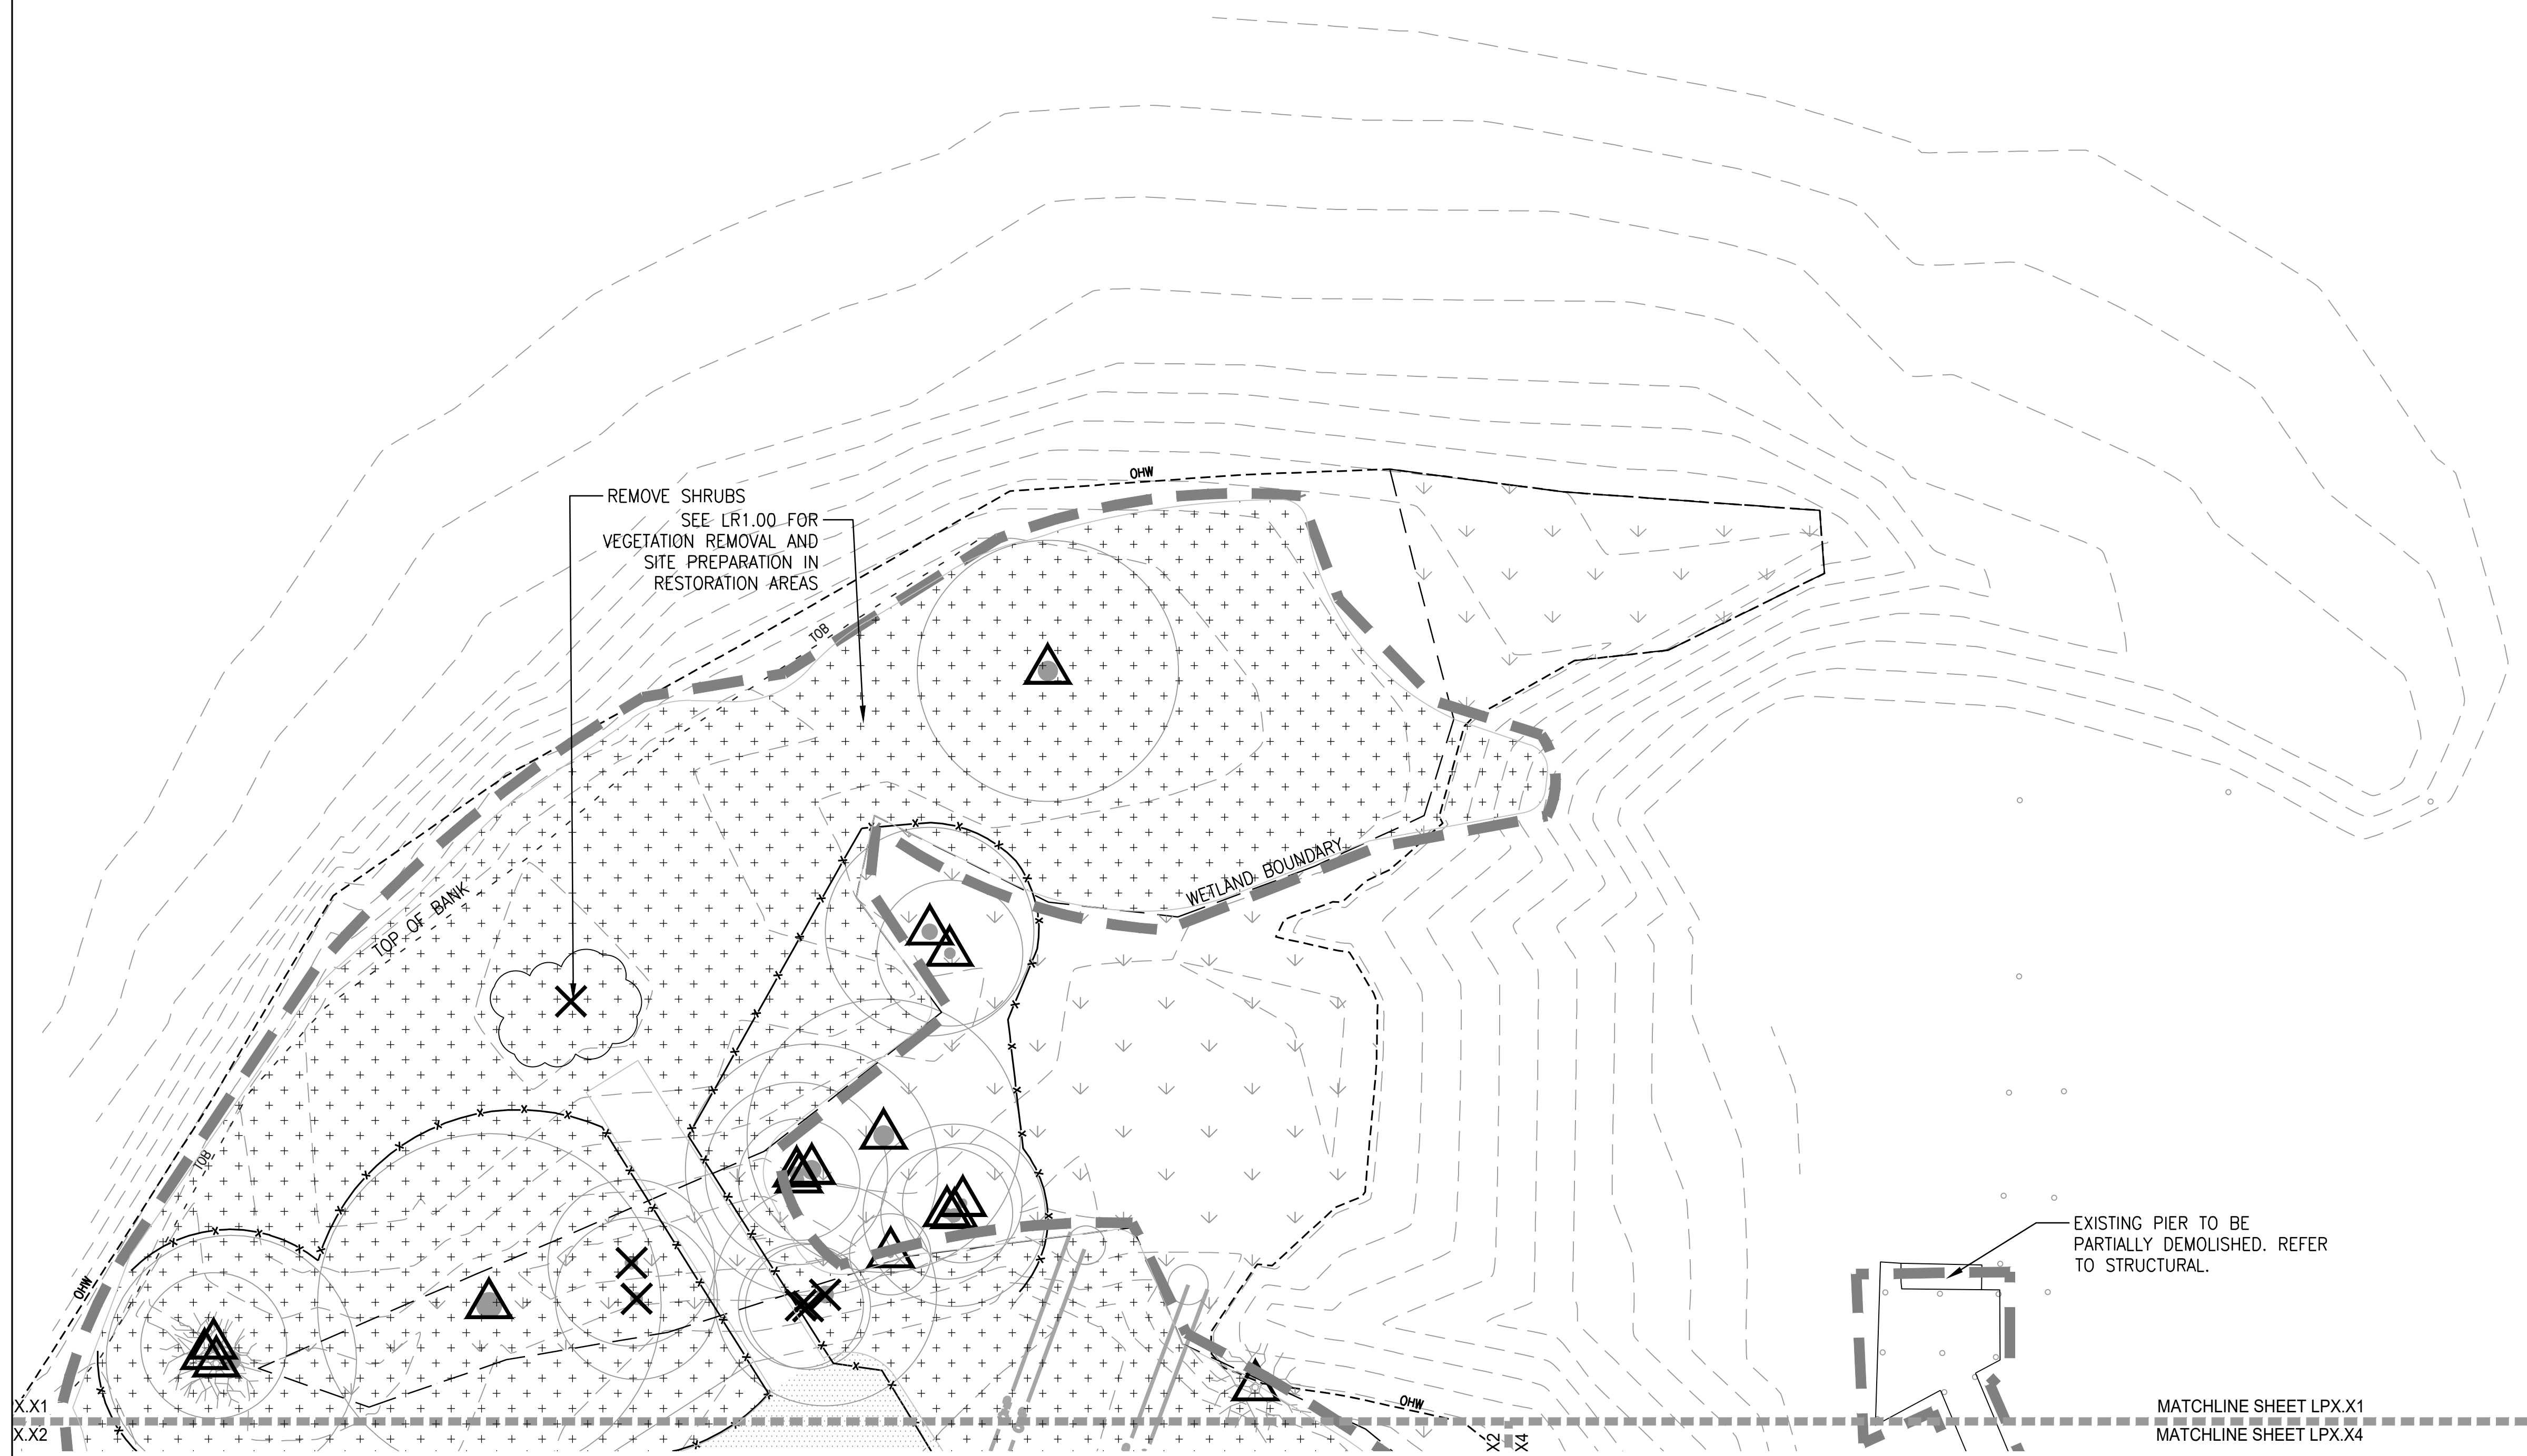 OHW
REMOVE SHRUBS
SEE LR1.00 FOR
VEGETATION REMOVAL AND
SITE PREPARATION IN
RESTORATION AREAS
TOB
WETLAND BOUNDARY
TOP OF BANK
TOB
EXISTING PIER TO BE
PARTIALLY DEMOLISHED. REFER
TO STRUCTURAL.
OHW
OHW
X.X1
X.X2
X2
X4
MATCHLINE SHEET LPX.X1
MATCHLINE SHEET LPX.X4